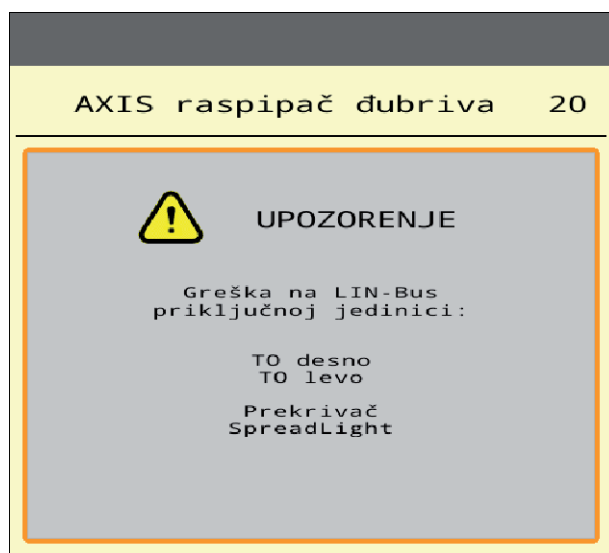 AXIS raspipač đubriva 20
UPOZORENJE
Greška na LIN-Bus
priključnoj jedinici:
TO desno
TO levo
Prekrivač
SpreadLight